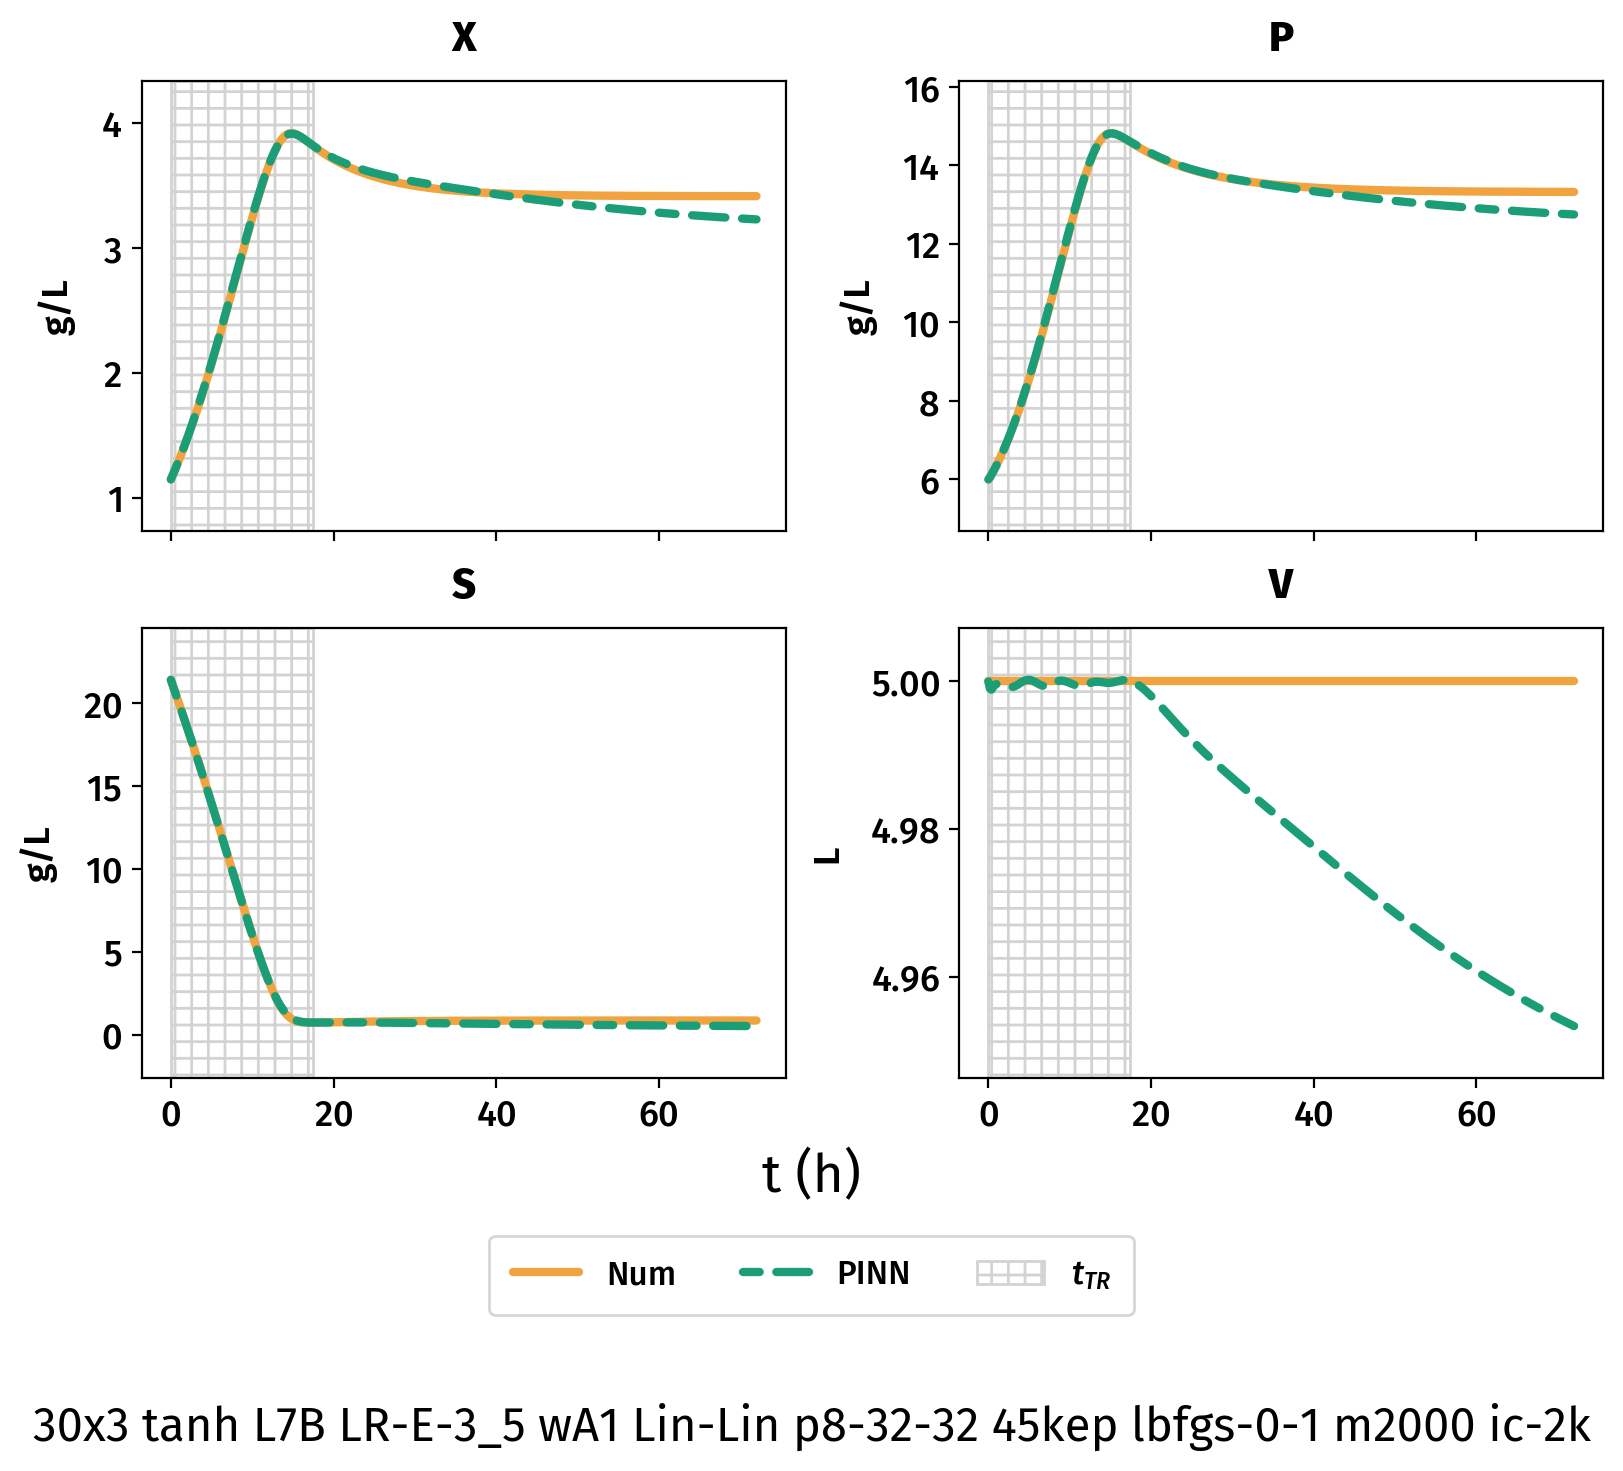 X
4
3
2
1
g/L
P
16
14
12
10
8
6
g/L
S
20
15
10
5
0
g/L
0 20 40 60
V
5.00
4.98
4.96
L
0 20 40 60
t (h)
Num PINN t_TR
30x3 tanh L7B LR-E-3_5 wA1 Lin-Lin p8-32-32 45kep lbfgs-0-1 m2000 ic-2k